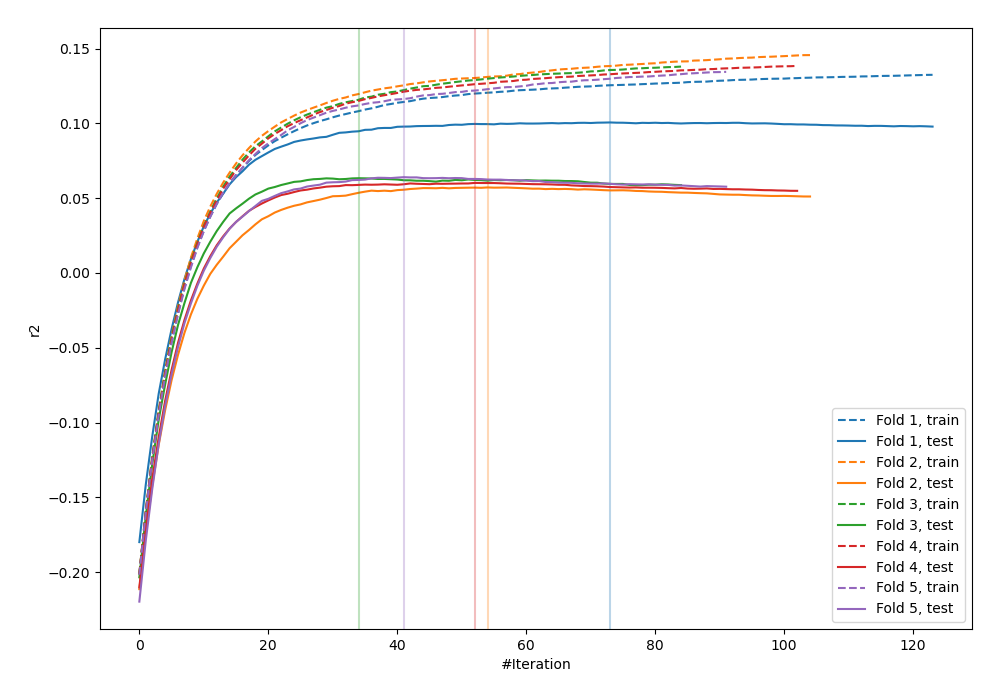 0.15
0.10
0.05
0.00
−0.05
−0.10
−0.15
−0.20
r2
0
20
40
60
80
100
120
#Iteration
Fold 1, train
Fold 1, test
Fold 2, train
Fold 2, test
Fold 3, train
Fold 3, test
Fold 4, train
Fold 4, test
Fold 5, train
Fold 5, test